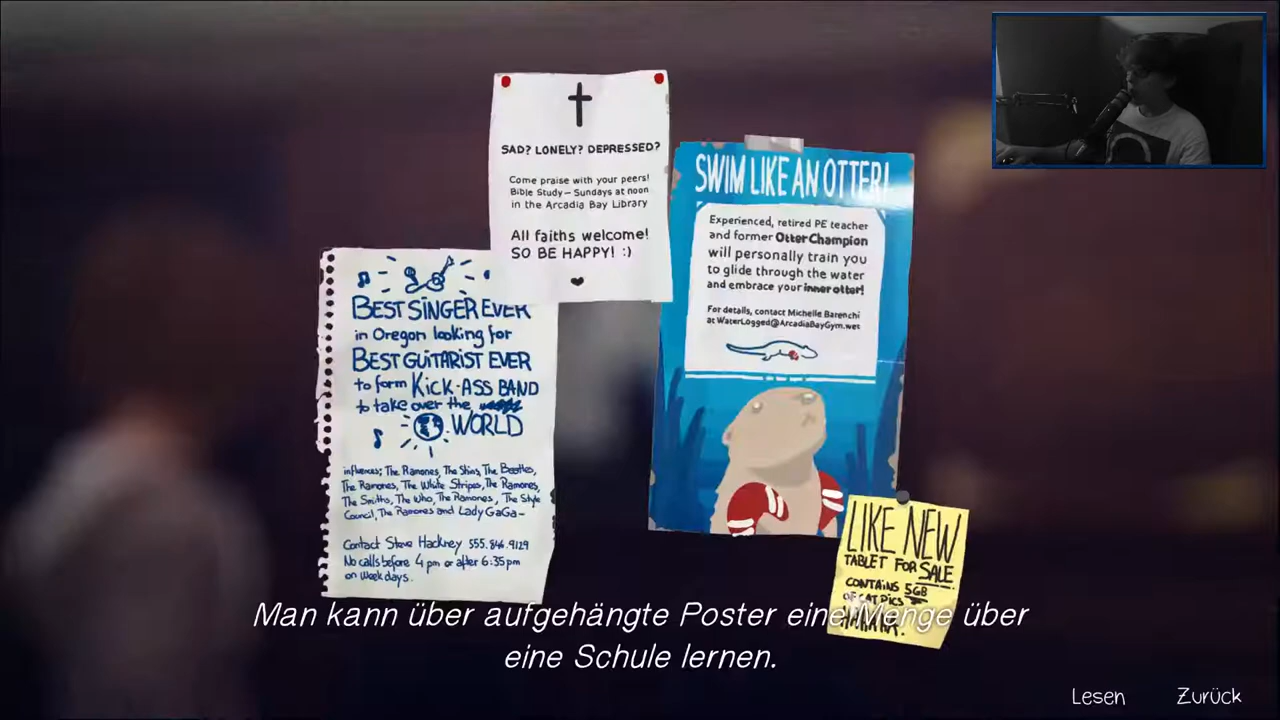 SAD? LONELY? DEPRESSED?
Come praise with your peers!
Bible Study – Sundays at noon
in the Arcadia Bay Library
All faiths welcome!
SO BE HAPPY! :)
SWIM LIKE AN OTTER!
Experienced, retired PE teacher
and former Otter Champion
will personally train you
to glide through the water
and embrace your inner otter!
For details, contact Michelle Barenchi
at WaterLogged@ArcadiaBayGym.wet
BEST SINGER EVER
in Oregon looking for
BEST GUITARIST EVER
to form KICK-ASS BAND
to take over the
WORLD
influences; The Ramones, The Shins, The Beatles,
The Ramones, The White Stripes, The Ramones,
The Smiths, The Who, The Ramones, The Style
Council, The Ramones and Lady GaGa-
Contact Steve Hackney 555.846.9129
No calls before 4 pm or after 6:35 pm
on weekdays.
LIKE NEW
TABLET FOR SALE
CONTAINS 5GB
OF CAT PICS
Man kann über aufgehängte Poster eine Menge über
eine Schule lernen.
Lesen
Zurück